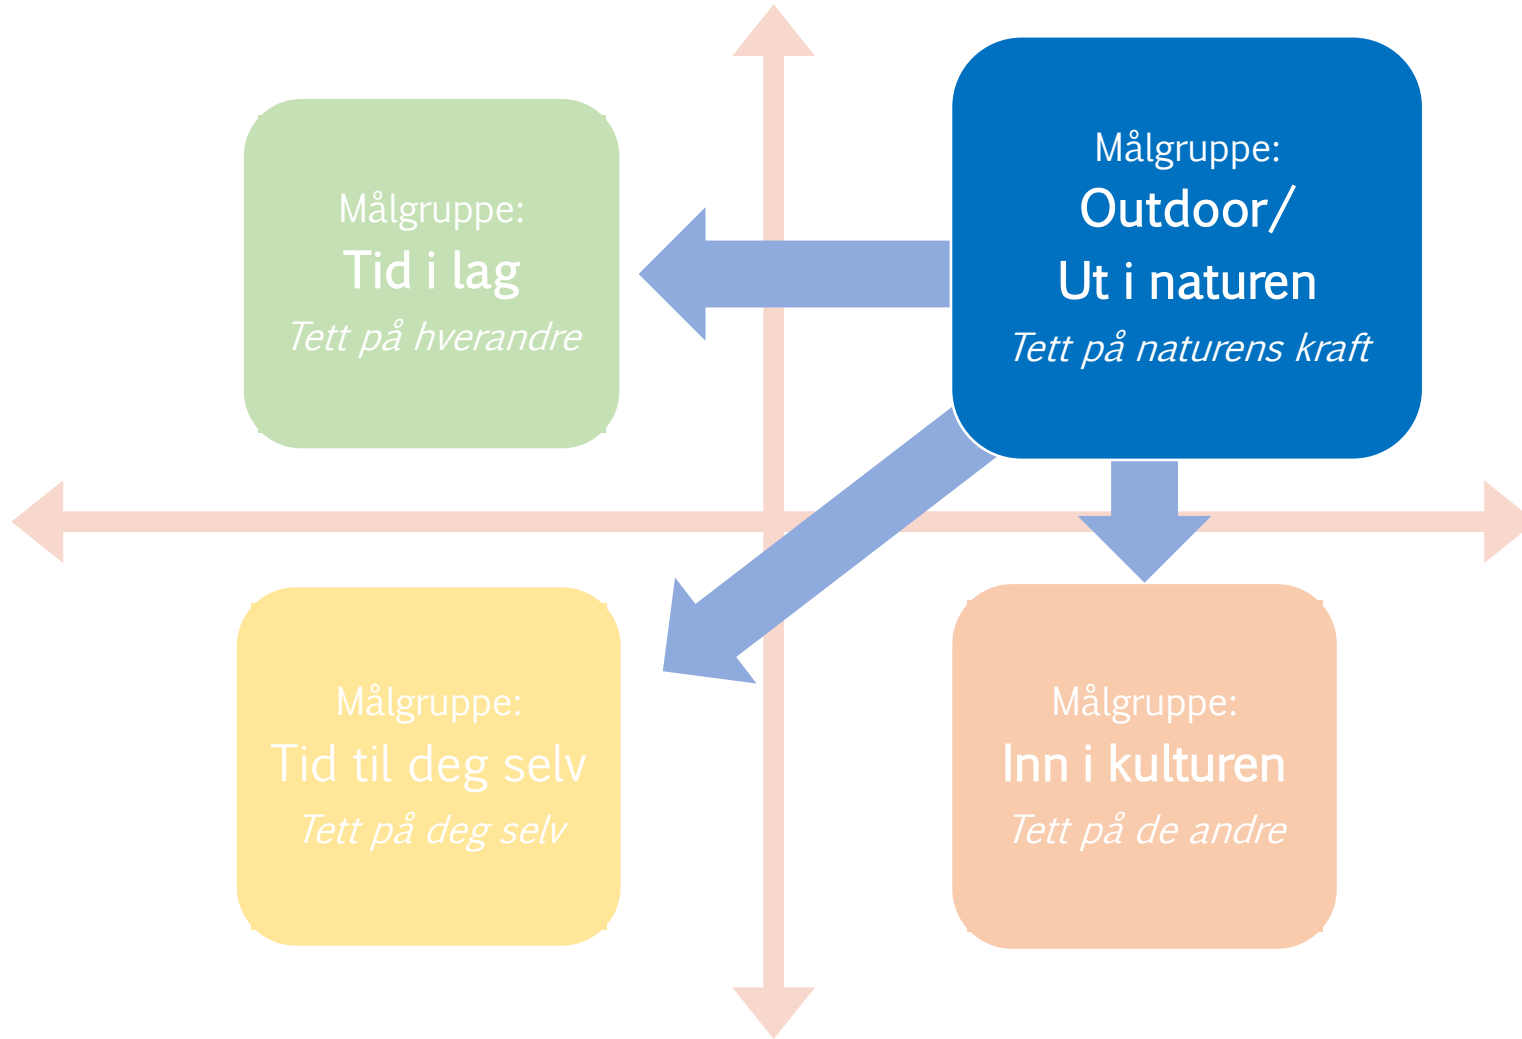 Målgruppe:
Tid i lag
Tett på hverandre
Målgruppe:
Outdoor/
Ut i naturen
Tett på naturens kraft
Målgruppe:
Tid til deg selv
Tett på deg selv
Målgruppe:
Inn i kulturen
Tett på de andre